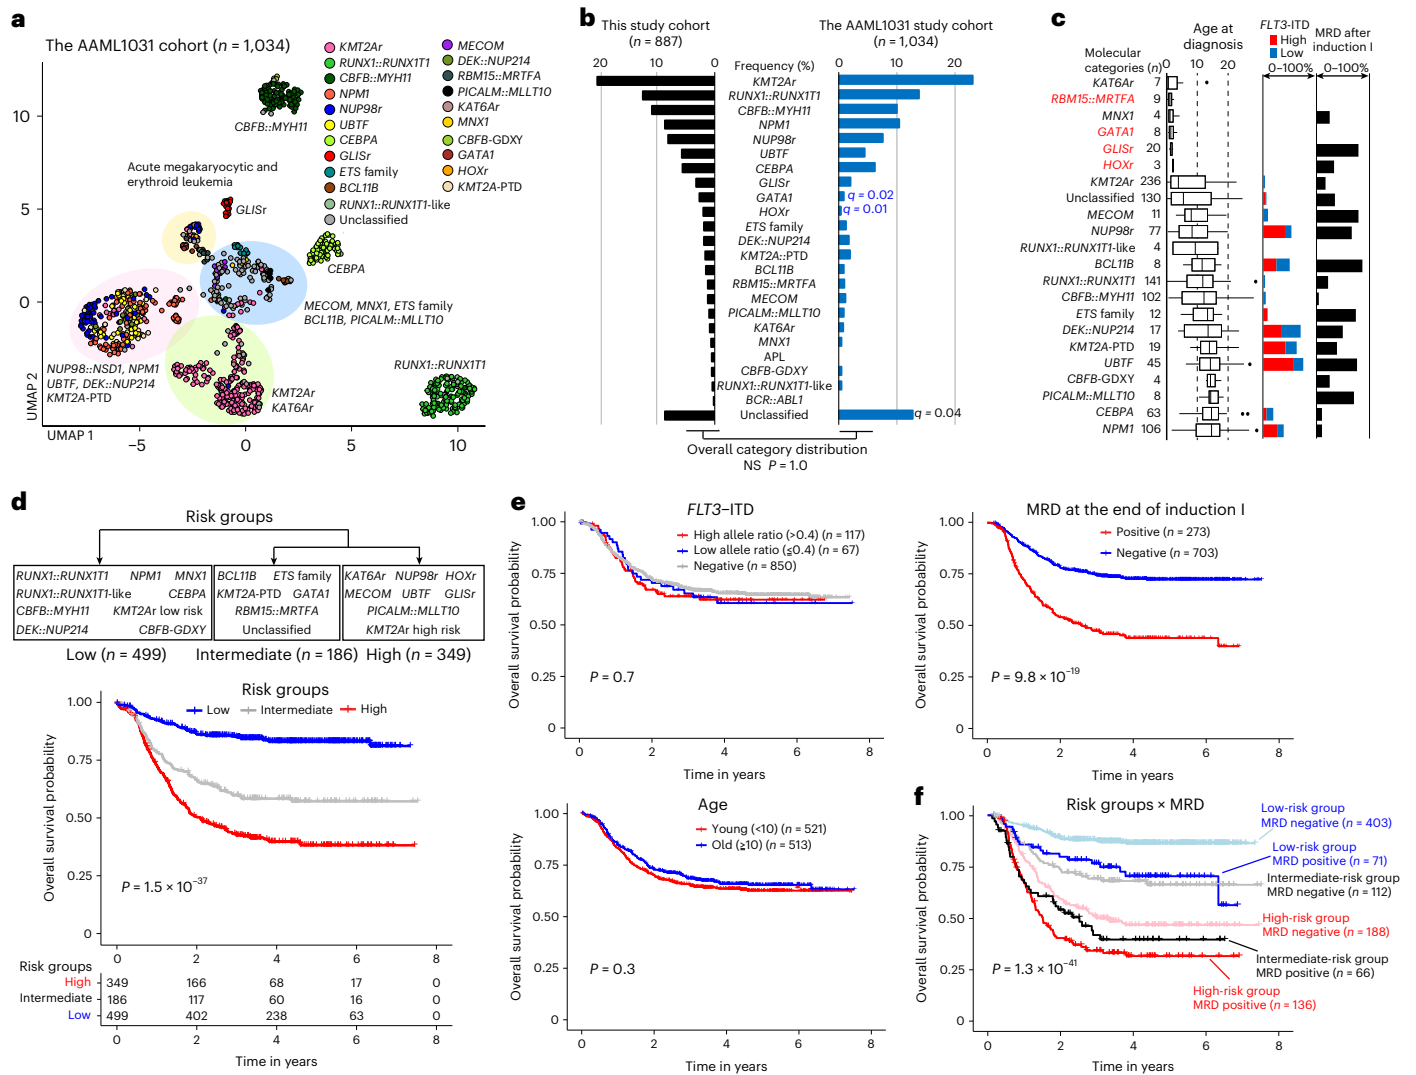 a
The AAML1031 cohort (n = 1,034)
KMT2Ar
RUNX1::RUNX1T1
CBFB::MYH11
NPM1
NUP98r
UBTF
CEBPA
GLISr
ETS family
BCL11B
RUNX1::RUNX1T1-like
Unclassified
MECOM
DEK::NUP214
RBM15::MRTFA
PICALM::MLLT10
KAT6Ar
MNX1
CBFB-GDXY
GATA1
HOXr
KMT2A-PTD
CBFB::MYH11
Acute megakaryocytic and
erythroid leukemia
GLISr
CEBPA
MECOM, MNX1, ETS family
BCL11B, PICALM::MLLT10
NUP98::NSD1, NPM1
UBTF, DEK::NUP214
KMT2A-PTD
RUNX1::RUNX1T1
KMT2Ar
KAT6Ar
10
5
0
UMAP 2
UMAP 1
−5 0 5 10
b
This study cohort
(n = 887)
The AAML1031 study cohort
(n = 1,034)
Frequency (%)
20 10 0
0 10 20
KMT2Ar
RUNX1::RUNX1T1
CBFB::MYH11
NPM1
NUP98r
UBTF
CEBPA
GLISr
GATA1 q = 0.02
HOXr q = 0.01
ETS family
DEK::NUP214
KMT2A::PTD
BCL11B
RBM15::MRTFA
MECOM
PICALM::MLLT10
KAT6Ar
MNX1
APL
CBFB-GDXY
RUNX1::RUNX1T1-like
BCR::ABL1
Unclassified q = 0.04
Overall category distribution
NS P = 1.0
c
Molecular
categories (n)
Age at
diagnosis
0 10 20
FLT3-ITD
High
Low
0–100%
MRD after
induction I
0–100%
KAT6Ar 7
RBM15::MRTFA 9
MNX1 4
GATA1 8
GLISr 20
HOXr 3
KMT2Ar 236
Unclassified 130
MECOM 11
NUP98r 77
RUNX1::RUNX1T1-like 4
BCL11B 8
RUNX1::RUNX1T1 141
CBFB::MYH11 102
ETS family 12
DEK::NUP214 17
KMT2A-PTD 19
UBTF 45
CBFB-GDXY 4
PICALM::MLLT10 8
CEBPA 63
NPM1 106
d
Risk groups
RUNX1::RUNX1T1 NPM1 MNX1
RUNX1::RUNX1T1-like CEBPA
CBFB::MYH11 KMT2Ar low risk
DEK::NUP214 CBFB-GDXY
BCL11B ETS family
KMT2A-PTD GATA1
RBM15::MRTFA
Unclassified
KAT6Ar NUP98r HOXr
MECOM UBTF GLISr
PICALM::MLLT10
KMT2Ar high risk
Low (n = 499) Intermediate (n = 186) High (n = 349)
Risk groups
Low Intermediate High
Overall survival probability
1.00
0.75
0.50
0.25
0
P = 1.5 × 10−37
0 2 4 6 8
Risk groups
High 349 166 68 17 0
Intermediate 186 117 60 16 0
Low 499 402 238 63 0
0 2 4 6 8
Time in years
e
FLT3–ITD
High allele ratio (>0.4) (n = 117)
Low allele ratio (≦0.4) (n = 67)
Negative (n = 850)
Overall survival probability
1.00
0.75
0.50
0.25
0
P = 0.7
0 2 4 6 8
Time in years
MRD at the end of induction I
Positive (n = 273)
Negative (n = 703)
Overall survival probability
1.00
0.75
0.50
0.25
0
P = 9.8 × 10−19
0 2 4 6 8
Time in years
Age
Young (<10) (n = 521)
Old (≧10) (n = 513)
Overall survival probability
1.00
0.75
0.50
0.25
0
P = 0.3
0 2 4 6 8
Time in years
f
Risk groups × MRD
Overall survival probability
1.00
0.75
0.50
0.25
0
Low-risk group
MRD negative (n = 403)
Low-risk group
MRD positive (n = 71)
Intermediate-risk group
MRD negative (n = 112)
High-risk group
MRD negative (n = 188)
Intermediate-risk group
MRD positive (n = 66)
High-risk group
MRD positive (n = 136)
P = 1.3 × 10−41
0 2 4 6 8
Time in years